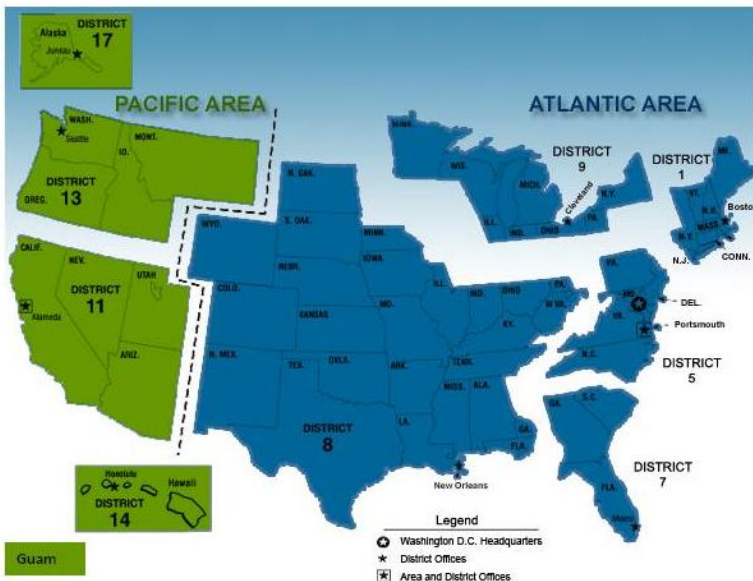 Alaska
DISTRICT
17
Juneau
PACIFIC AREA
ATLANTIC AREA
WASH.
Seattle
MONT.
ID.
DISTRICT
13
OREG.
CALIF.
NEV.
UTAH
DISTRICT
11
Alameda
ARIZ.
Honolulu
Hawaii
DISTRICT
14
Guam
N. DAK.
WYO.
S. DAK.
MINN.
NEBR.
IOWA
COLO.
ILL.
IND.
OHIO
PA.
W VA.
KANSAS
MO.
KY.
N. MEX.
TEX.
OKLA.
ARK.
TENN.
MISS.
ALA.
LA.
GA.
FLA.
DISTRICT
8
New Orleans
MINN.
WIS.
MICH.
DISTRICT
9
Cleveland
N.Y.
ILL.
IND.
OHIO
PA.
DISTRICT
1
ME.
VT.
N.H.
Boston
MASS.
N.Y.
CONN.
N.J.
PA.
MD.
DEL.
VA.
Portsmouth
N.C.
DISTRICT
5
GA.
S.C.
DISTRICT
7
FLA.
Miami
Legend
Washington D.C. Headquarters
District Offices
Area and District Offices